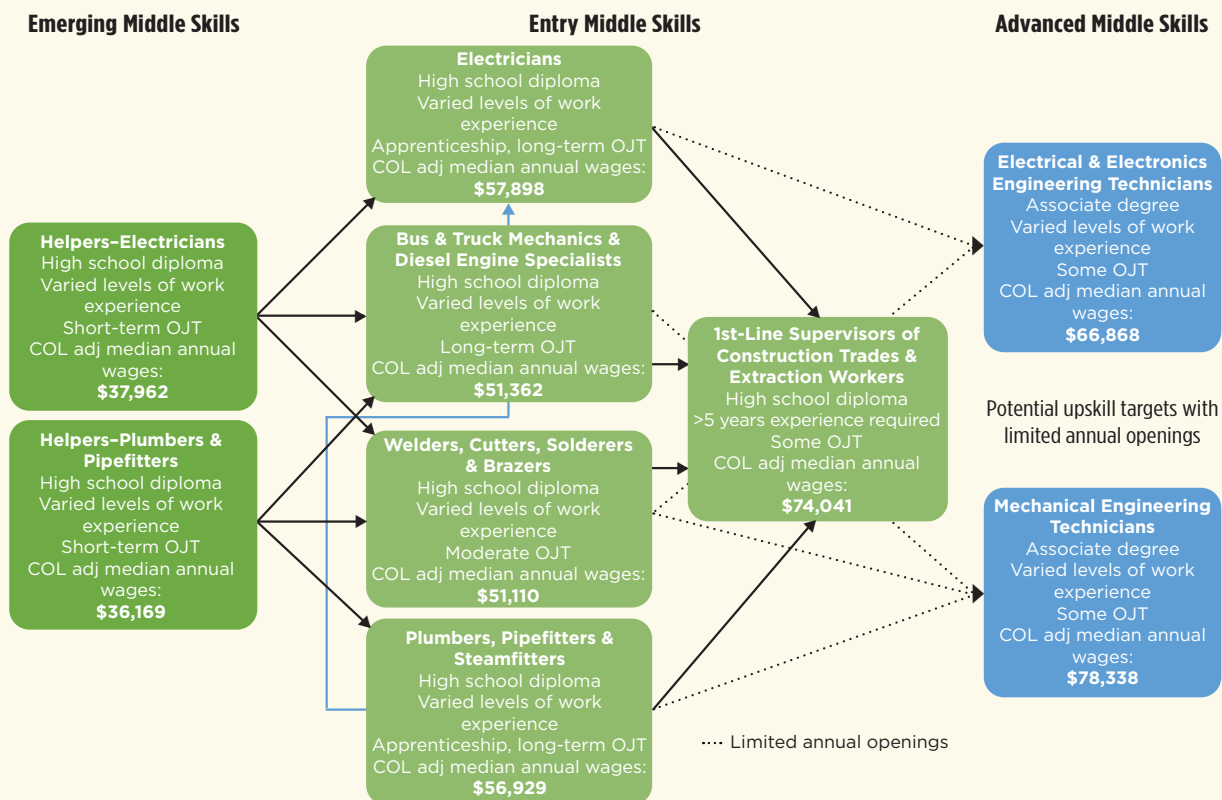 Emerging Middle Skills
Entry Middle Skills
Advanced Middle Skills
Helpers–Electricians
High school diploma
Varied levels of work
experience
Short-term OJT
COL adj median annual
wages:
$37,962
Helpers–Plumbers &
Pipefitters
High school diploma
Varied levels of work
experience
Short-term OJT
COL adj median annual
wages:
$36,169
Electricians
High school diploma
Varied levels of work
experience
Apprenticeship, long-term OJT
COL adj median annual wages:
$57,898
Bus & Truck Mechanics &
Diesel Engine Specialists
High school diploma
Varied levels of work
experience
Long-term OJT
COL adj median annual wages:
$51,362
Welders, Cutters, Solderers
& Brazers
High school diploma
Varied levels of work
experience
Moderate OJT
COL adj median annual wages:
$51,110
Plumbers, Pipefitters &
Steamfitters
High school diploma
Varied levels of work
experience
Apprenticeship, long-term OJT
COL adj median annual wages:
$56,929
1st-Line Supervisors of
Construction Trades &
Extraction Workers
High school diploma
>5 years experience required
Some OJT
COL adj median annual
wages:
$74,041
Electrical & Electronics
Engineering Technicians
Associate degree
Varied levels of work
experience
Some OJT
COL adj median annual
wages:
$66,868
Potential upskill targets with
limited annual openings
Mechanical Engineering
Technicians
Associate degree
Varied levels of work
experience
Some OJT
COL adj median annual
wages:
$78,338
Limited annual openings